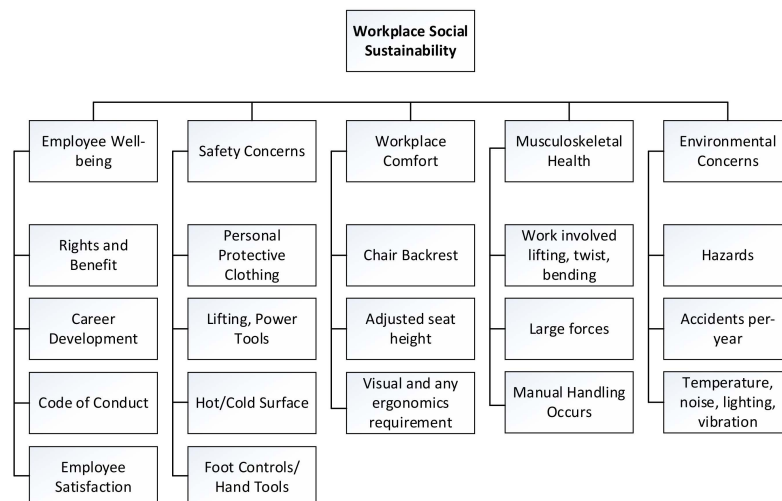 Workplace Social
Sustainability
Employee Well-
being
Safety Concerns
Workplace
Comfort
Musculoskeletal
Health
Environmental
Concerns
Rights and
Benefit
Personal
Protective
Clothing
Chair Backrest
Work involved
lifting, twist,
bending
Hazards
Career
Development
Lifting, Power
Tools
Adjusted seat
height
Large forces
Accidents per-
year
Code of Conduct
Hot/Cold Surface
Visual and any
ergonomics
requirement
Manual Handling
Occurs
Temperature,
noise, lighting,
vibration
Employee
Satisfaction
Foot Controls/
Hand Tools